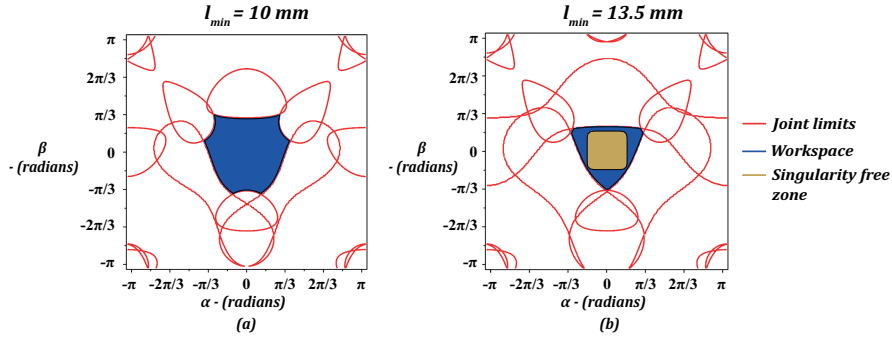 l_min = 10 mm
l_min = 13.5 mm
π
2π/3
π/3
0
-π/3
-2π/3
-π
β
- (radians)
-π
-2π/3
-π/3
0
π/3
2π/3
π
α - (radians)
(a)
π
2π/3
π/3
0
-π/3
-2π/3
-π
β
- (radians)
-π
-2π/3
-π/3
0
π/3
2π/3
π
α - (radians)
(b)
Joint limits
Workspace
Singularity free
zone